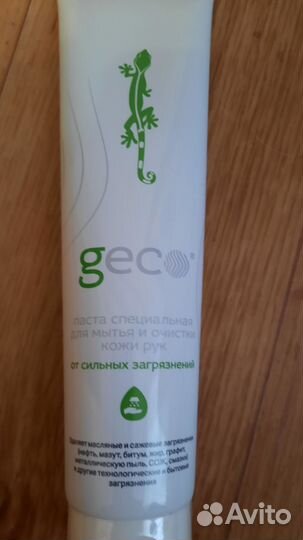 geco
паста специальная
для мытья и очистки
кожи рук
от сильных загрязнений
Удаляет масляные и сажевые загрязнения
(нефть, мазут, битум, жир, графит,
металлическую пыль, СОЖ, смазки)
и другие технологические и бытовые
загрязнения
Avito